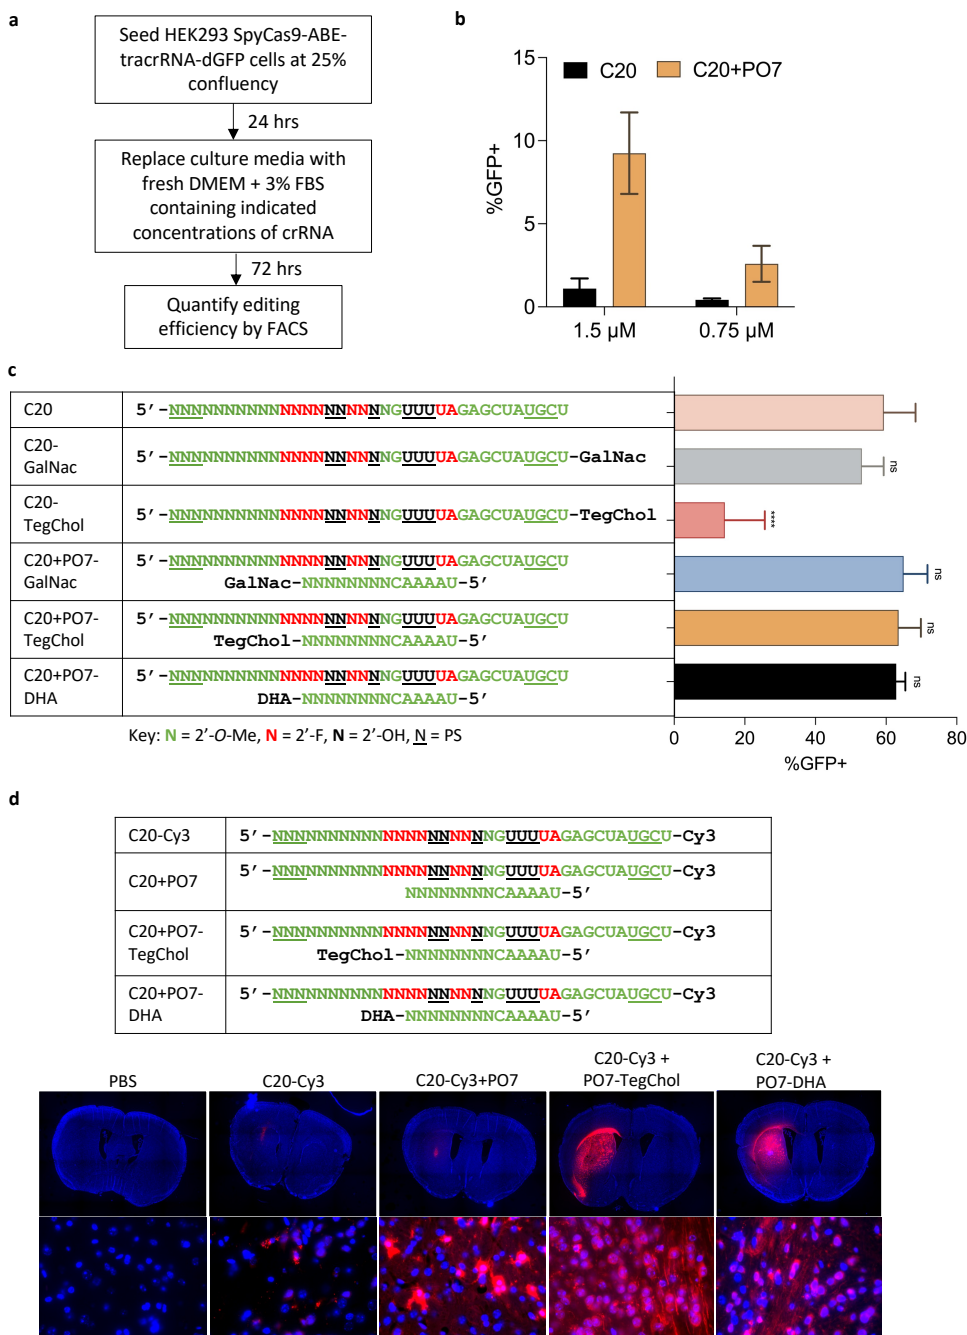 a
Seed HEK293 SpyCas9-ABE-
tracrRNA-dGFP cells at 25%
confluency
24 hrs
Replace culture media with
fresh DMEM + 3% FBS
containing indicated
concentrations of crRNA
72 hrs
Quantify editing
efficiency by FACS
b
C20 C20+PO7
%GFP+
15
10
5
0
1.5 µM 0.75 µM
c
C20 5’-NNNNNNNNNNNNNNNNNNNNGUUUUAGAGCUAUGCU
C20-
GalNac
5’-NNNNNNNNNNNNNNNNNNNNGUUUUAGAGCUAUGCU-GalNac
ns
C20-
TegChol
5’-NNNNNNNNNNNNNNNNNNNNGUUUUAGAGCUAUGCU-TegChol
****
C20+PO7-
GalNac
5’-NNNNNNNNNNNNNNNNNNNNGUUUUAGAGCUAUGCU
GalNac-NNNNNNNNCAAAAU-5’
ns
C20+PO7-
TegChol
5’-NNNNNNNNNNNNNNNNNNNNGUUUUAGAGCUAUGCU
TegChol-NNNNNNNNCAAAAU-5’
ns
C20+PO7-
DHA
5’-NNNNNNNNNNNNNNNNNNNNGUUUUAGAGCUAUGCU
DHA-NNNNNNNNCAAAAU-5’
ns
Key: N = 2’-O-Me, N = 2’-F, N = 2’-OH, N = PS
0 20 40 60 80
%GFP+
d
C20-Cy3 5’-NNNNNNNNNNNNNNNNNNNNGUUUUAGAGCUAUGCU-Cy3
C20+PO7
5’-NNNNNNNNNNNNNNNNNNNNGUUUUAGAGCUAUGCU-Cy3
NNNNNNNNCAAAAU-5’
C20+PO7-
TegChol
5’-NNNNNNNNNNNNNNNNNNNNGUUUUAGAGCUAUGCU-Cy3
TegChol-NNNNNNNNCAAAAU-5’
C20+PO7-
DHA
5’-NNNNNNNNNNNNNNNNNNNNGUUUUAGAGCUAUGCU-Cy3
DHA-NNNNNNNNCAAAAU-5’
PBS
C20-Cy3
C20-Cy3+PO7
C20-Cy3 +
PO7-TegChol
C20-Cy3 +
PO7-DHA